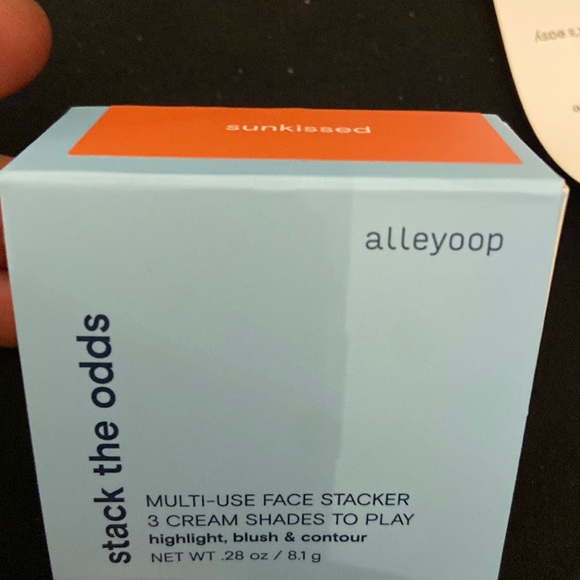 sunkissed
alleyoop
stack the odds
MULTI-USE FACE STACKER
3 CREAM SHADES TO PLAY
highlight, blush & contour
NET WT .28 oz / 8.1 g